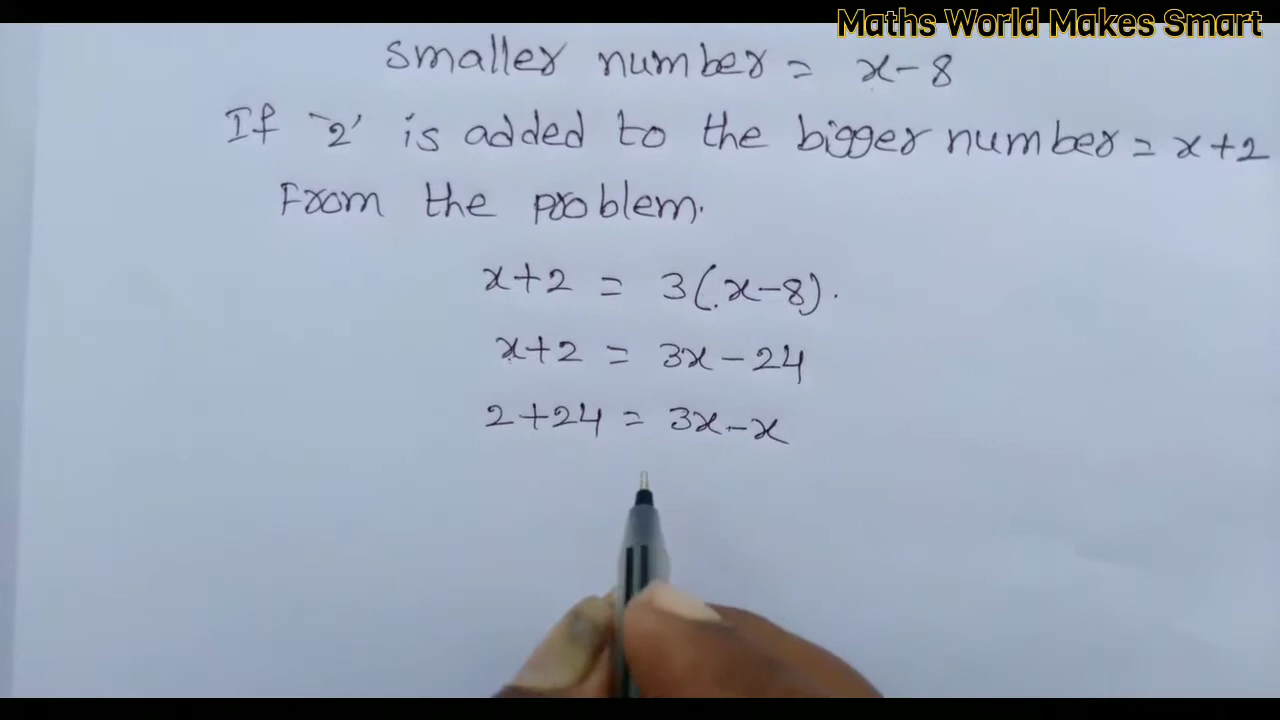 Maths World Makes Smart
smaller number = x-8
If '2' is added to the bigger number = x+2
From the problem.
x+2 = 3(x-8).
x+2 = 3x-24
2+24 = 3x-x